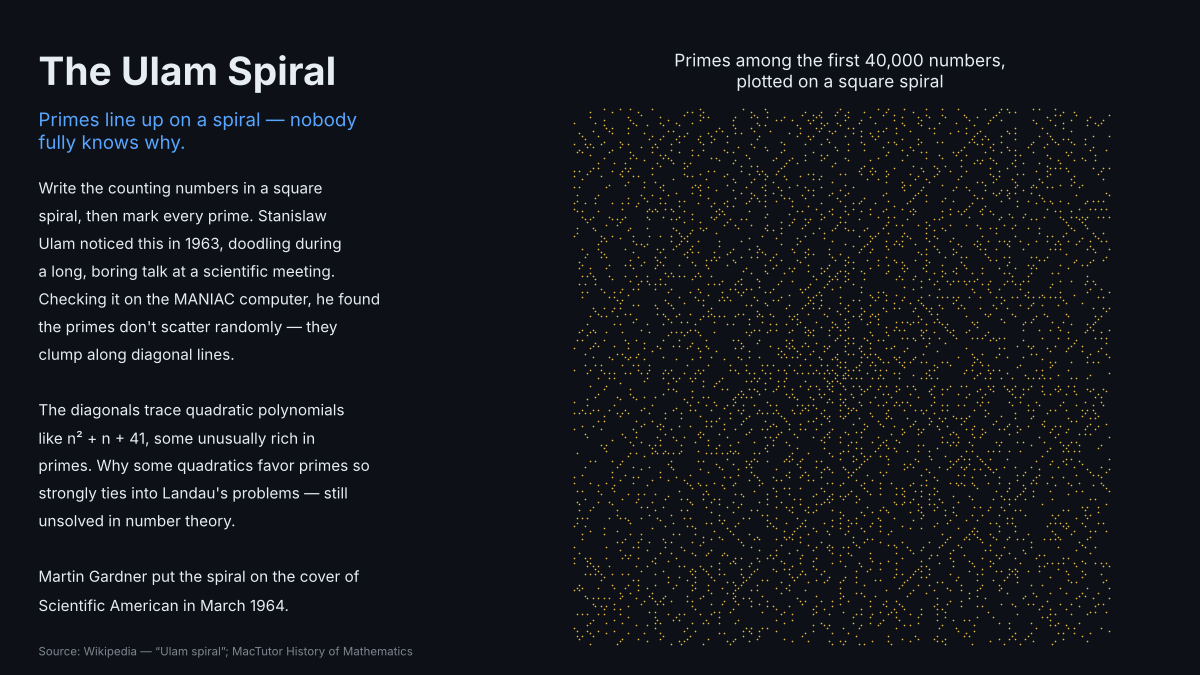 The Ulam Spiral
Primes line up on a spiral — nobody
fully knows why.
Write the counting numbers in a square
spiral, then mark every prime. Stanislaw
Ulam noticed this in 1963, doodling during
a long, boring talk at a scientific meeting.
Checking it on the MANIAC computer, he found
the primes don't scatter randomly — they
clump along diagonal lines.
The diagonals trace quadratic polynomials
like n² + n + 41, some unusually rich in
primes. Why some quadratics favor primes so
strongly ties into Landau's problems — still
unsolved in number theory.
Martin Gardner put the spiral on the cover of
Scientific American in March 1964.
Source: Wikipedia — “Ulam spiral”; MacTutor History of Mathematics
Primes among the first 40,000 numbers,
plotted on a square spiral